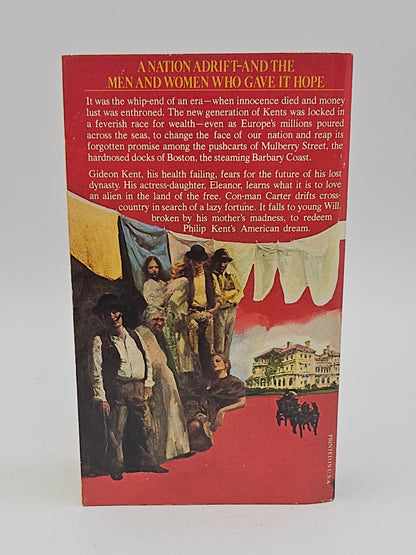 A NATION ADRIFT—AND THE
MEN AND WOMEN WHO GAVE IT HOPE
It was the whip-end of an era—when innocence died and money
lust was enthroned. The new generation of Kents was locked in
a feverish race for wealth—even as Europe's millions poured
across the seas, to change the face of our nation and reap its
forgotten promise among the pushcarts of Mulberry Street, the
hardnosed docks of Boston, the steaming Barbary Coast.
Gideon Kent, his health failing, fears for the future of his lost
dynasty. His actress-daughter, Eleanor, learns what it is to love
an alien in the land of the free. Con-man Carter drifts cross-
country in search of a lazy fortune. It falls to young Will,
broken by his mother's madness, to redeem
Philip Kent's American dream.
PRINTED IN U.S.A.